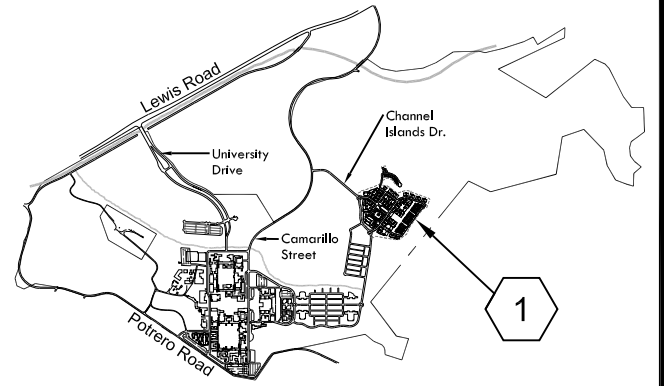 Lewis Road
Channel
Islands Dr.
University
Drive
Camarillo
Street
1
Potrero Road